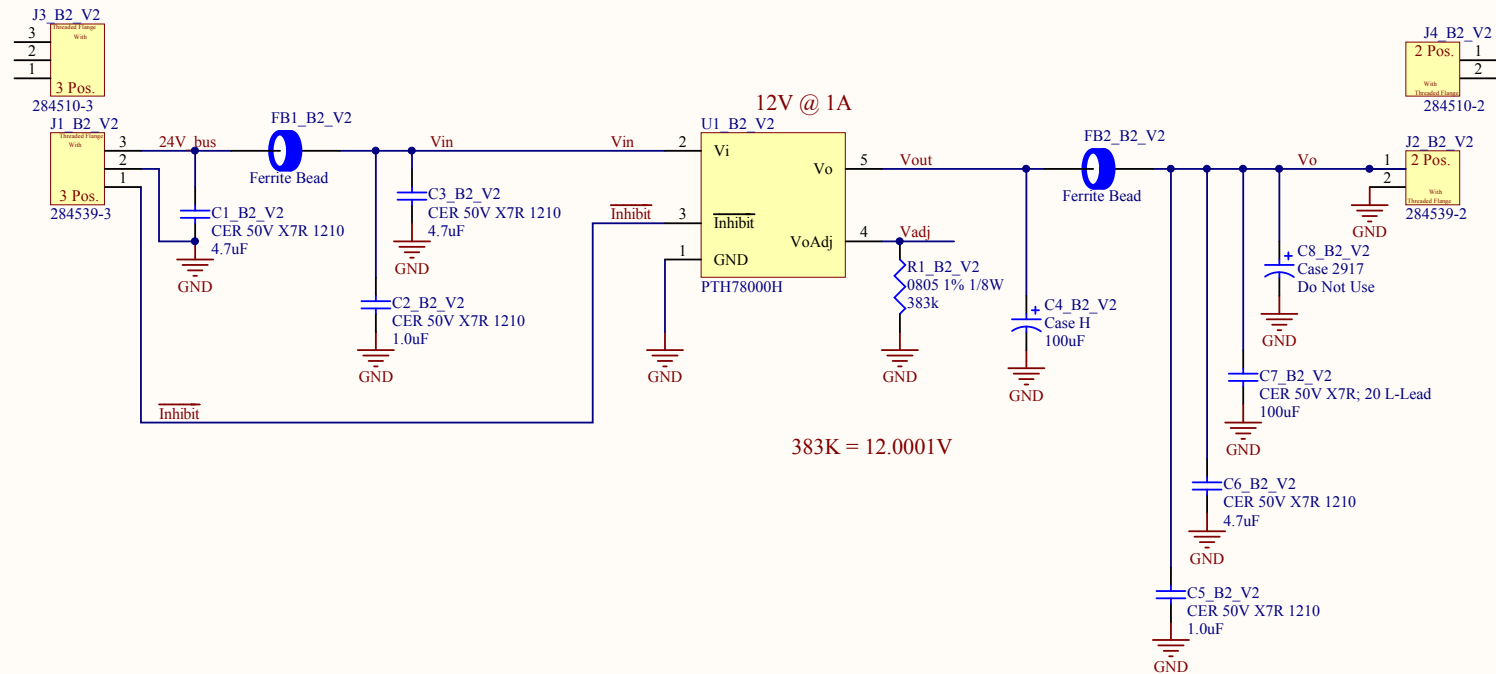 J3_B2_V2
Threaded Flange
With
3
2
1
3 Pos.
284510-3
J1_B2_V2
Threaded Flange
With
3
2
1
3 Pos.
284539-3
24V_bus
FB1_B2_V2
Ferrite Bead
C1_B2_V2
CER 50V X7R 1210
4.7uF
GND
Vin
C3_B2_V2
CER 50V X7R 1210
4.7uF
GND
C2_B2_V2
CER 50V X7R 1210
1.0uF
GND
Inhibit
Inhibit
Vin
12V @ 1A
U1_B2_V2
2
Vi
3
Inhibit
1
GND
Vo
5
VoAdj
4
PTH78000H
GND
Vout
Vadj
R1_B2_V2
0805 1% 1/8W
383k
GND
383K = 12.0001V
C4_B2_V2
+
Case H
100uF
GND
FB2_B2_V2
Ferrite Bead
Vo
J4_B2_V2
2 Pos.
1
2
With
Threaded Flange
284510-2
J2_B2_V2
1
2 Pos.
2
With
Threaded Flange
284539-2
GND
C8_B2_V2
+
Case 2917
Do Not Use
GND
C7_B2_V2
CER 50V X7R; 20 L-Lead
100uF
GND
C6_B2_V2
CER 50V X7R 1210
4.7uF
GND
C5_B2_V2
CER 50V X7R 1210
1.0uF
GND